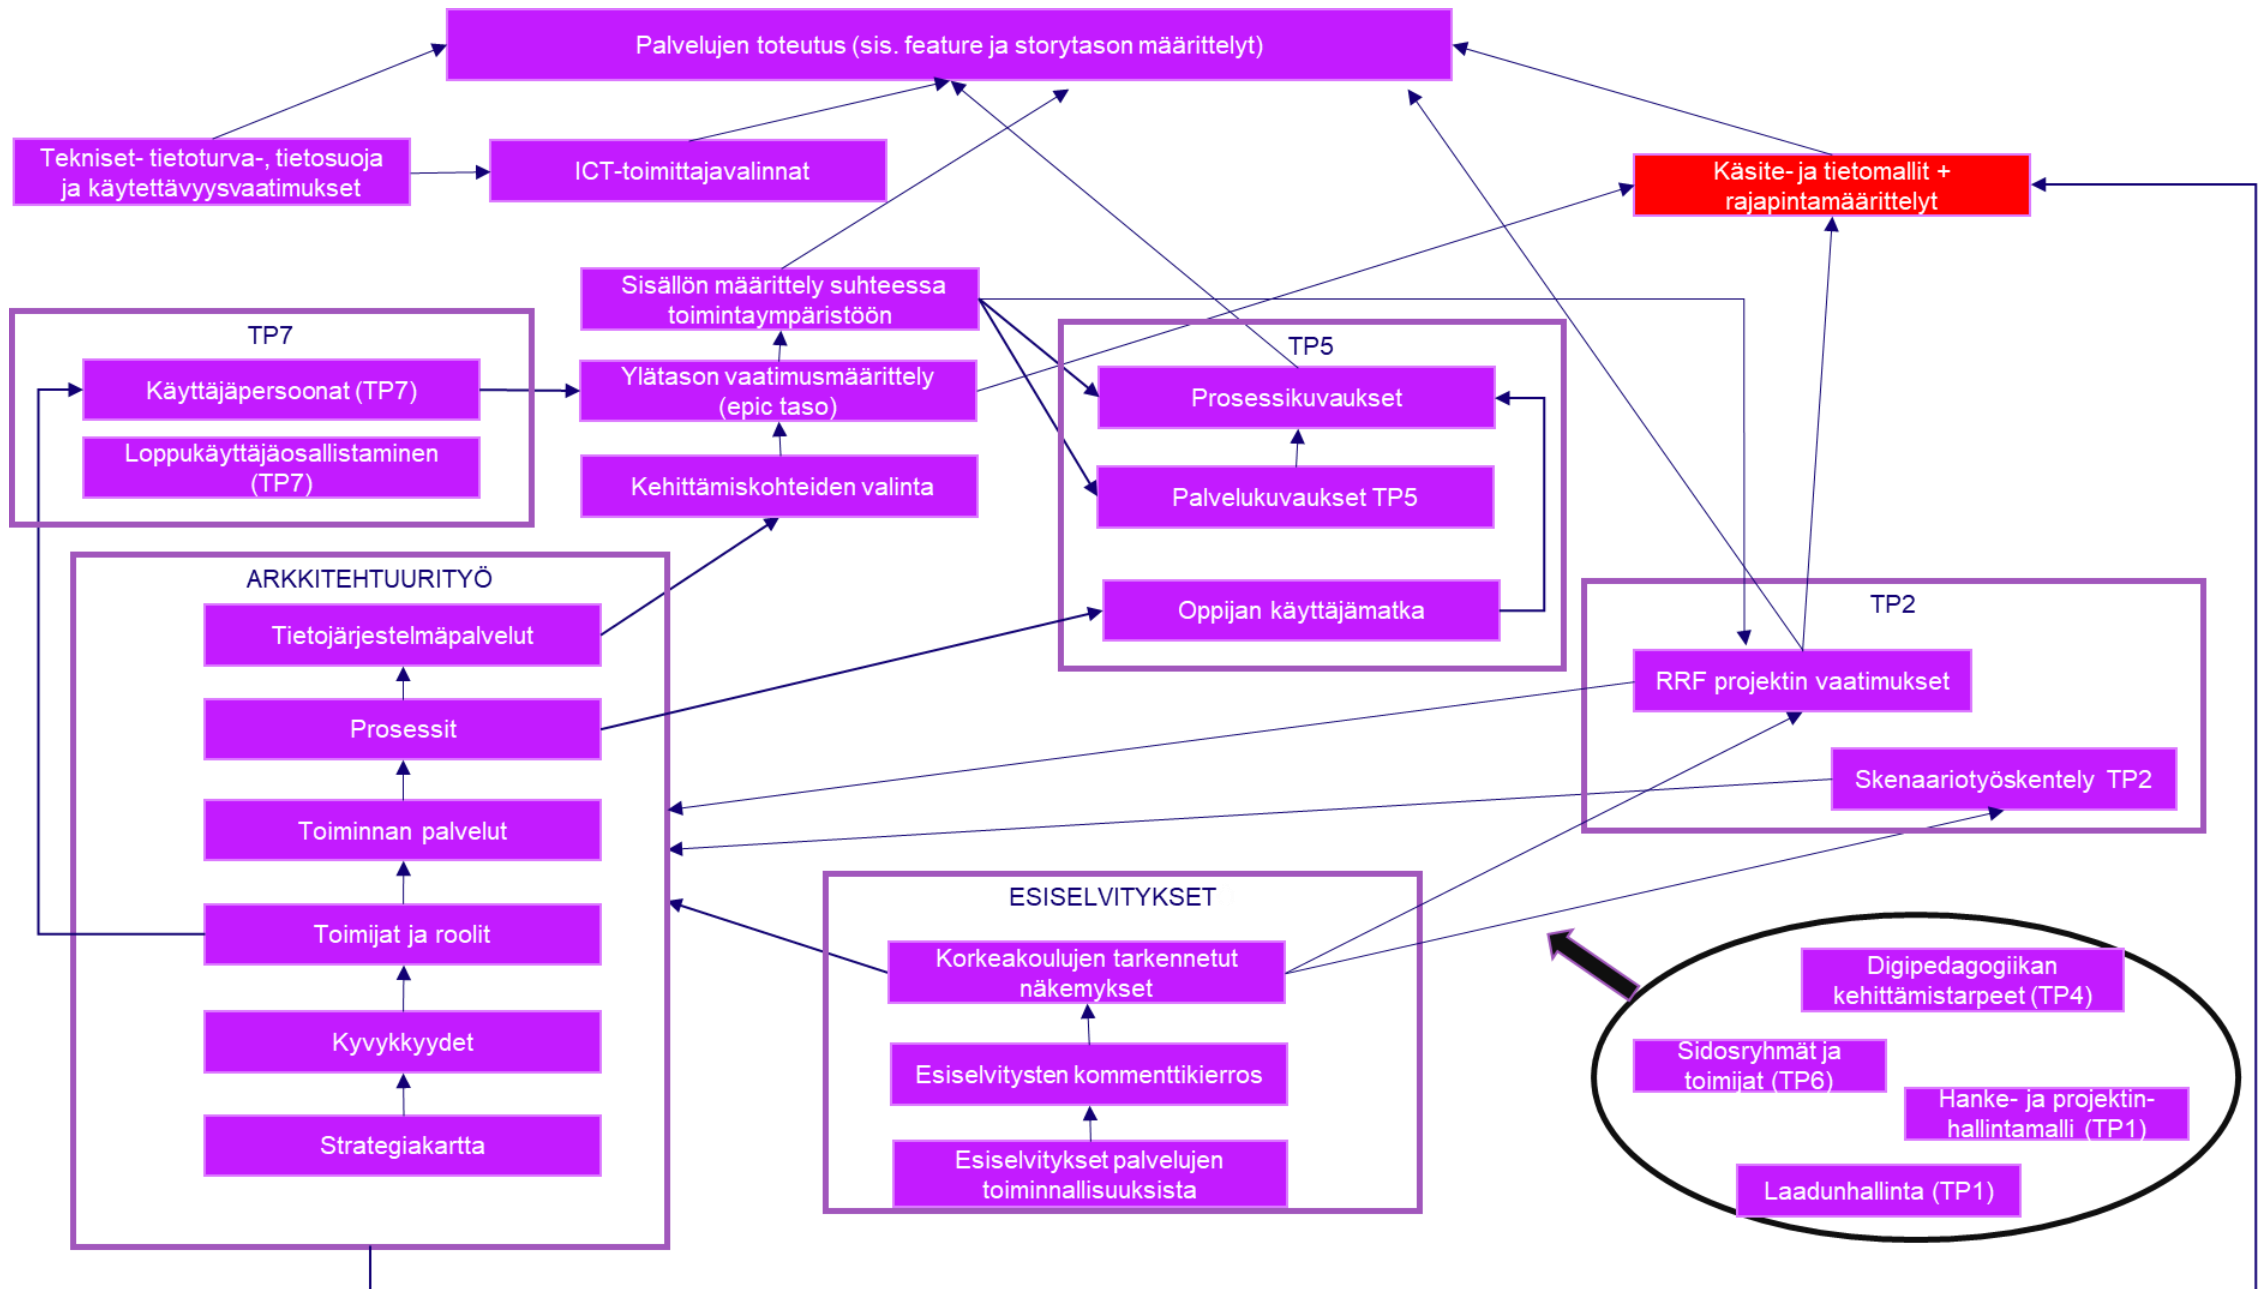 Palvelujen toteutus (sis. feature ja storytason määrittelyt)
Tekniset- tietoturva-, tietosuoja
ja käytettävyysvaatimukset
ICT-toimittajavalinnat
Käsite- ja tietomallit +
rajapintamäärittelyt
Sisällön määrittely suhteessa
toimintaympäristöön
TP7
Käyttäjäpersoonat (TP7)
Loppukäyttäjäosallistaminen
(TP7)
Ylätason vaatimusmäärittely
(epic taso)
Kehittämiskohteiden valinta
TP5
Prosessikuvaukset
Palvelukuvaukset TP5
Oppijan käyttäjämatka
ARKKITEHTUURITYÖ
Tietojärjestelmäpalvelut
Prosessit
Toiminnan palvelut
Toimijat ja roolit
Kyvykkyydet
Strategiakartta
TP2
RRF projektin vaatimukset
Skenaariotyöskentely TP2
ESISELVITYKSET
Korkeakoulujen tarkennetut
näkemykset
Esiselvitysten kommenttikierros
Esiselvitykset palvelujen
toiminnallisuuksista
Digipedagogiikan
kehittämistarpeet (TP4)
Sidosryhmät ja
toimijat (TP6)
Hanke- ja projektin-
hallintamalli (TP1)
Laadunhallinta (TP1)